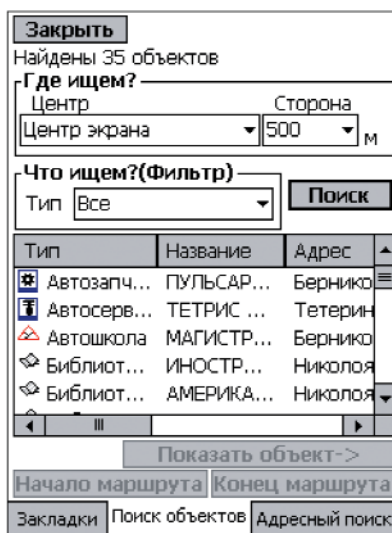 Закрыть
Найдены 35 объектов
Где ищем?
Центр Сторона
Центр экрана 500 м
Что ищем?(Фильтр)
Тип Все Поиск
Тип Название Адрес
Автозапч... ПУЛЬСАР... Бернико
Автосерв... ТЕТРИС ... Тетерин
Автошкола МАГИСТР... Бернико
Библиот... ИНОСТР... Николоя
Библиот... АМЕРИКА... Николоя
Показать объект->
Начало маршрута Конец маршрута
Закладки Поиск объектов Адресный поиск